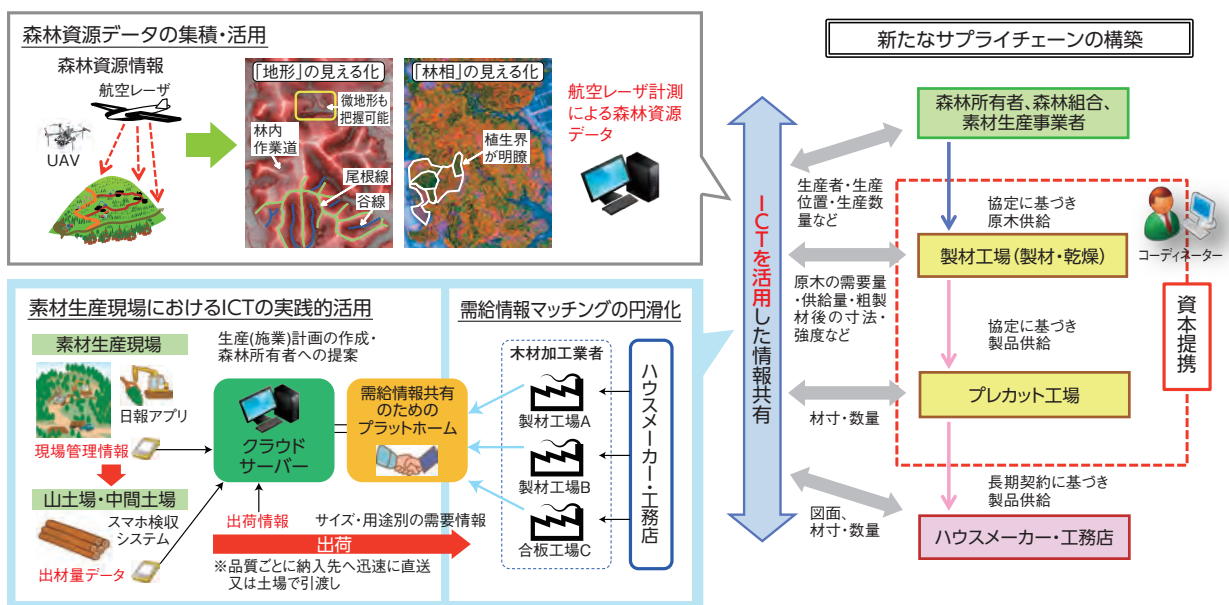 森林資源データの集積・活用
森林資源情報
航空レーザ
UAV
「地形」の見える化
微地形も
把握可能
林内
作業道
尾根線
谷線
「林相」の見える化
植生界
が明瞭
航空レーザ計測
による森林資源
データ
素材生産現場におけるICTの実践的活用
素材生産現場
日報アプリ
現場管理情報
山土場・中間土場
スマホ検収
システム
出材量データ
生産(施業)計画の作成・
森林所有者への提案
クラウド
サーバー
出荷情報
需給情報共有
のための
プラットホーム
サイズ・用途別の需要情報
出荷
※品質ごとに納入先へ迅速に直送
又は土場で引渡し
需給情報マッチングの円滑化
木材加工業者
製材工場A
製材工場B
合板工場C
ハウスメーカー・工務店
ICTを活用した情報共有
新たなサプライチェーンの構築
森林所有者、森林組合、
素材生産事業者
生産者・生産
位置・生産数
量など
協定に基づき
原木供給
コーディネーター
製材工場(製材・乾燥)
原木の需要量
・供給量・粗製
材後の寸法・
強度など
協定に基づき
製品供給
資本提携
プレカット工場
材寸・数量
長期契約に基づき
製品供給
図面、
材寸・数量
ハウスメーカー・工務店